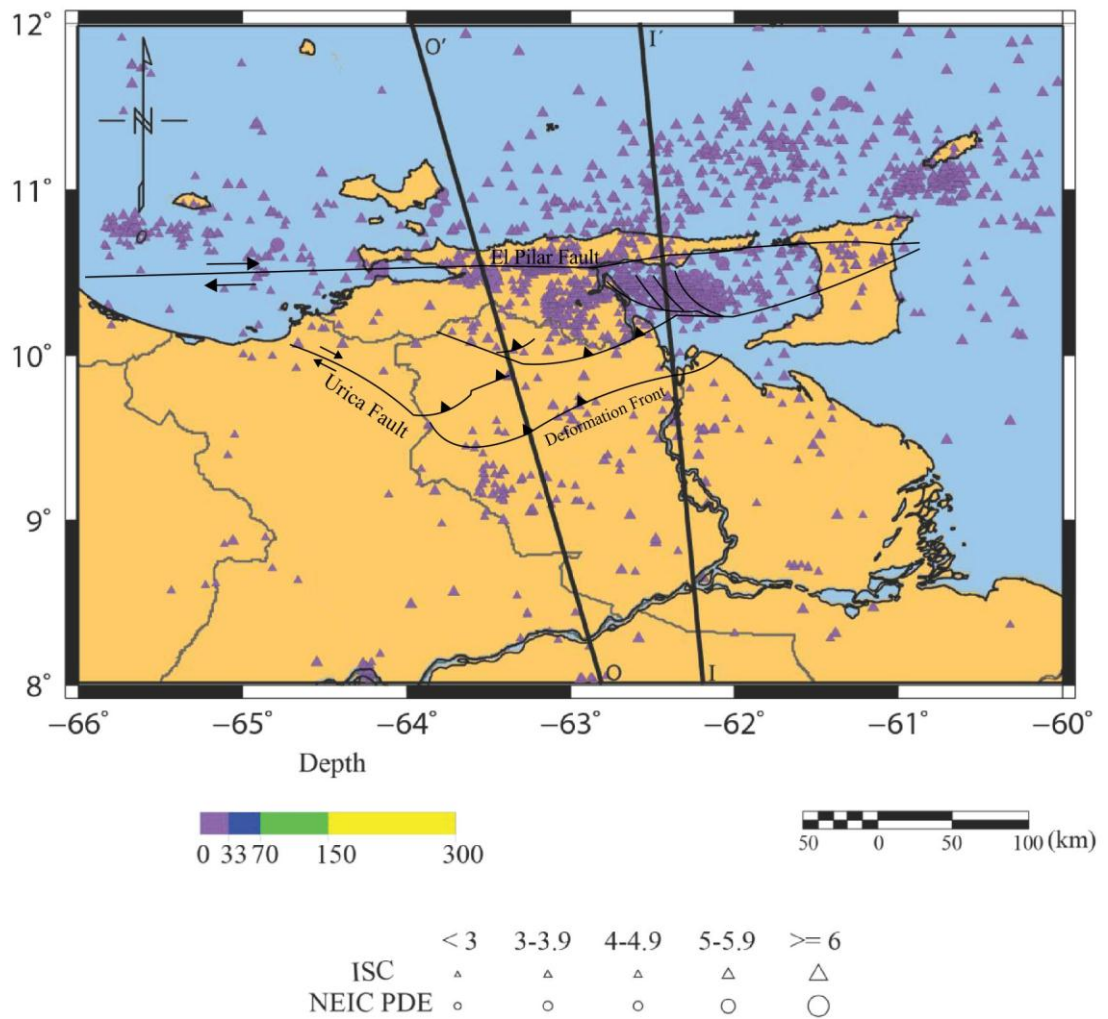 12°
O'
I'
N
11°
El Pilar Fault
10°
Urica Fault
Deformation Front
9°
8°
O
I
−66° −65° −64° −63° −62° −61° −60°
Depth
0 33 70 150 300
50 0 50 100 (km)
< 3 3-3.9 4-4.9 5-5.9 >= 6
ISC
NEIC PDE